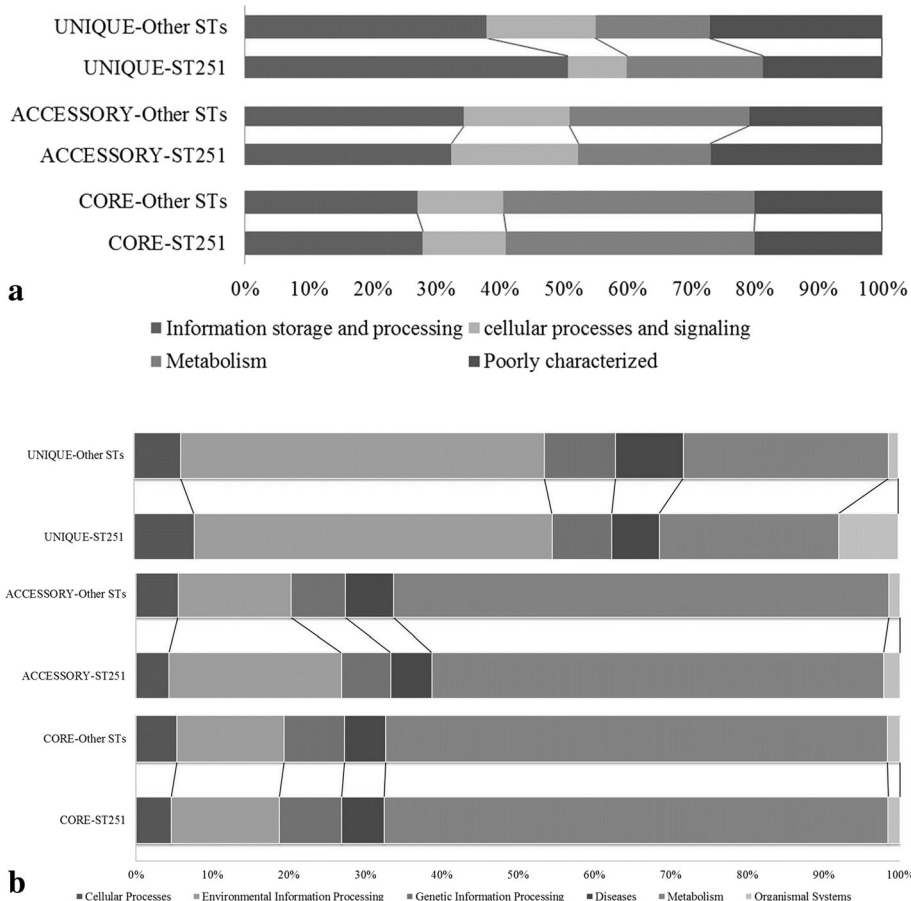 UNIQUE-Other STs
UNIQUE-ST251
ACCESSORY-Other STs
ACCESSORY-ST251
CORE-Other STs
CORE-ST251
a
0% 10% 20% 30% 40% 50% 60% 70% 80% 90% 100%
Information storage and processing cellular processes and signaling
Metabolism Poorly characterized
UNIQUE-Other STs
UNIQUE-ST251
ACCESSORY-Other STs
ACCESSORY-ST251
CORE-Other STs
CORE-ST251
0% 10% 20% 30% 40% 50% 60% 70% 80% 90% 100%
b
Cellular Processes Environmental Information Processing Genetic Information Processing Diseases Metabolism Organismal Systems